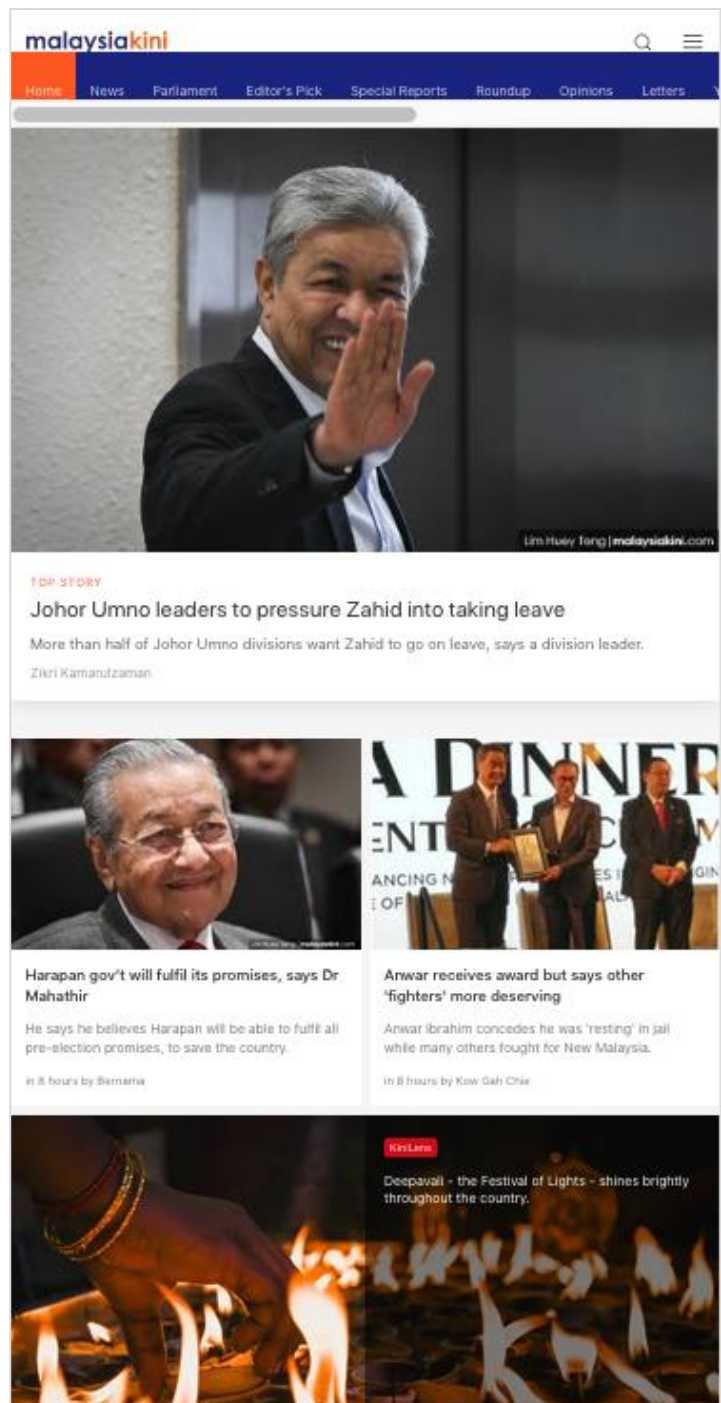 malaysiakini
Home News Parliament Editor's Pick Special Reports Roundup Opinions Letters
Lim Huey Teng | malaysiakini.com
TOP STORY
Johor Umno leaders to pressure Zahid into taking leave
More than half of Johor Umno divisions want Zahid to go on leave, says a division leader.
Zikri Kamarulzaman
A DINNER
ENT
ANCING N
E OF
Harapan gov't will fulfil its promises, says Dr
Mahathir
He says he believes Harapan will be able to fulfil all
pre-election promises, to save the country.
in 8 hours by Bernama
Anwar receives award but says other
'fighters' more deserving
Anwar Ibrahim concedes he was 'resting' in jail
while many others fought for New Malaysia.
in 8 hours by Kow Gah Chie
KiniLens
Deepavali - the Festival of Lights - shines brightly
throughout the country.